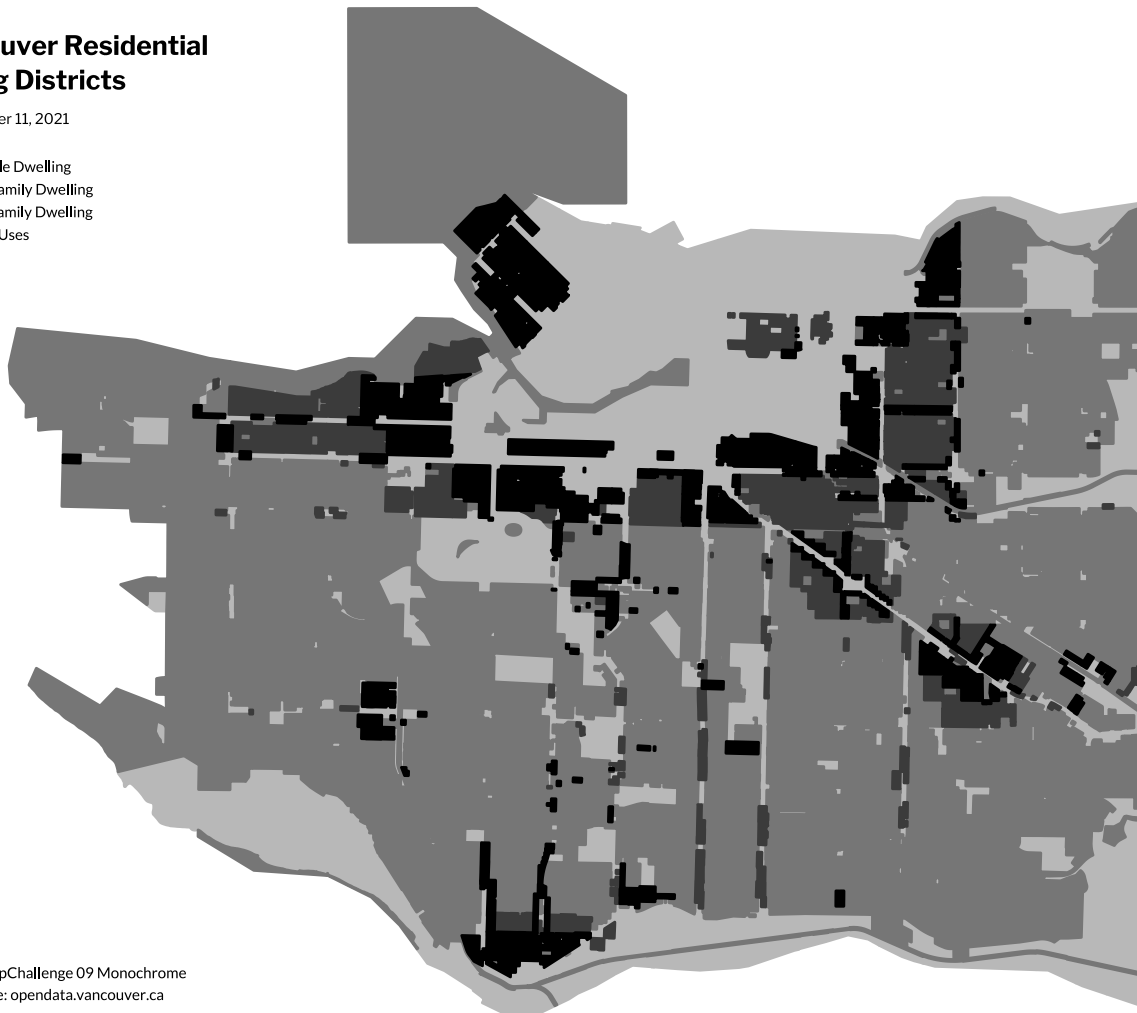 uver Residential
g Districts
er 11, 2021
le Dwelling
amily Dwelling
amily Dwelling
Uses
pChallenge 09 Monochrome
e: opendata.vancouver.ca